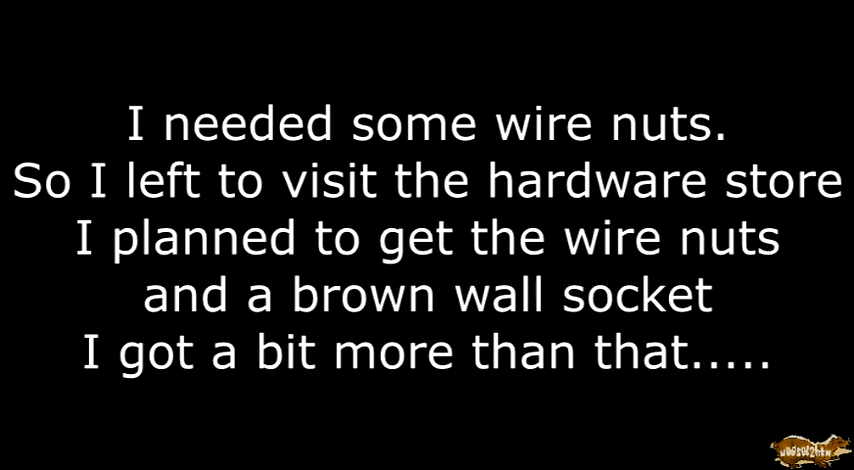 I needed some wire nuts.
So I left to visit the hardware store
I planned to get the wire nuts
and a brown wall socket
I got a bit more than that.....